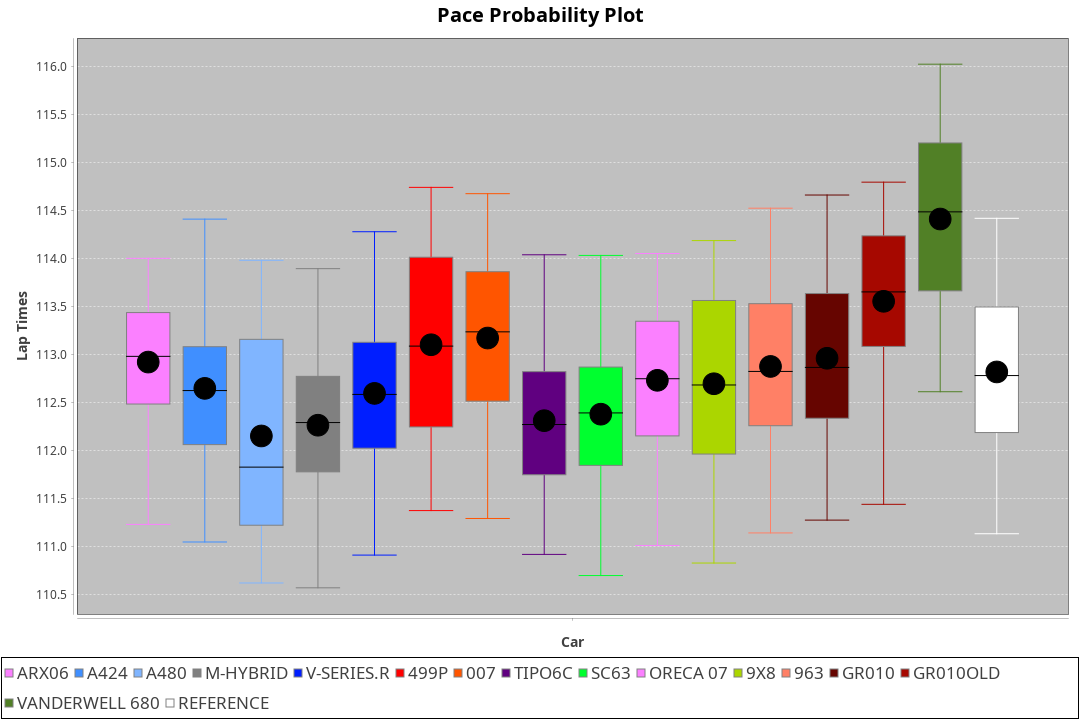 Pace Probability Plot
116.0
115.5
115.0
114.5
114.0
113.5
113.0
112.5
112.0
111.5
111.0
110.5
Lap Times
Car
ARX06 A424 A480 M-HYBRID V-SERIES.R 499P 007 TIPO6C SC63 ORECA 07 9X8 963 GR010 GR010OLD
VANDERWELL 680 REFERENCE